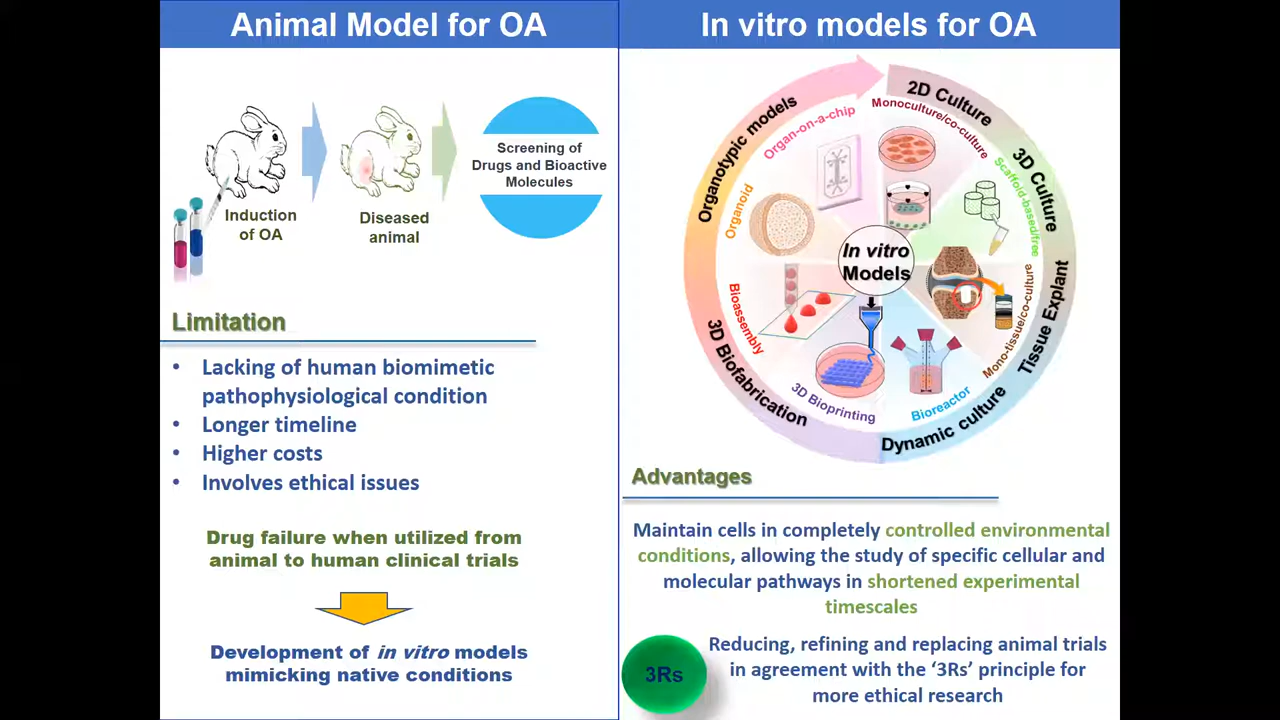 Animal Model for OA
Induction
of OA
Diseased
animal
Screening of
Drugs and Bioactive
Molecules
Limitation
• Lacking of human biomimetic
pathophysiological condition
• Longer timeline
• Higher costs
• Involves ethical issues
Drug failure when utilized from
animal to human clinical trials
Development of in vitro models
mimicking native conditions
In vitro models for OA
2D Culture
Monoculture/co-culture
3D Culture
Scaffold-based/free
Tissue Explant
Mono-tissue/co-culture
Dynamic culture
Bioreactor
3D Biofabrication
3D Bioprinting
Bioassembly
Organotypic models
Organoid
Organ-on-a-chip
In vitro
Models
Advantages
Maintain cells in completely controlled environmental
conditions, allowing the study of specific cellular and
molecular pathways in shortened experimental
timescales
3Rs
Reducing, refining and replacing animal trials
in agreement with the ‘3Rs’ principle for
more ethical research